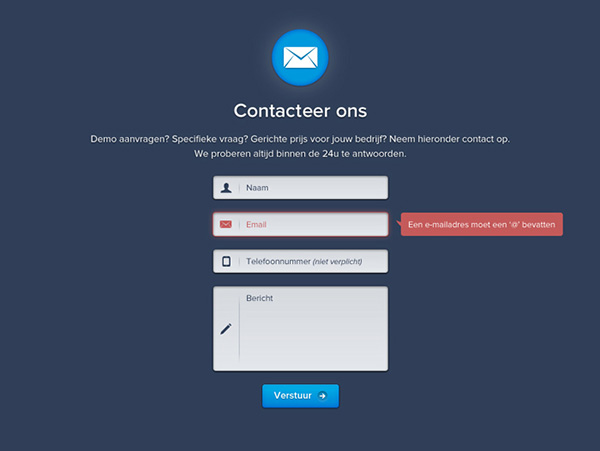 Contacteer ons
Demo aanvragen? Specifieke vraag? Gerichte prijs voor jouw bedrijf? Neem hieronder contact op.
We proberen altijd binnen de 24u te antwoorden.
Naam
Email
Een e-mailadres moet een '@' bevatten
Telefoonnummer (niet verplicht)
Bericht
Verstuur